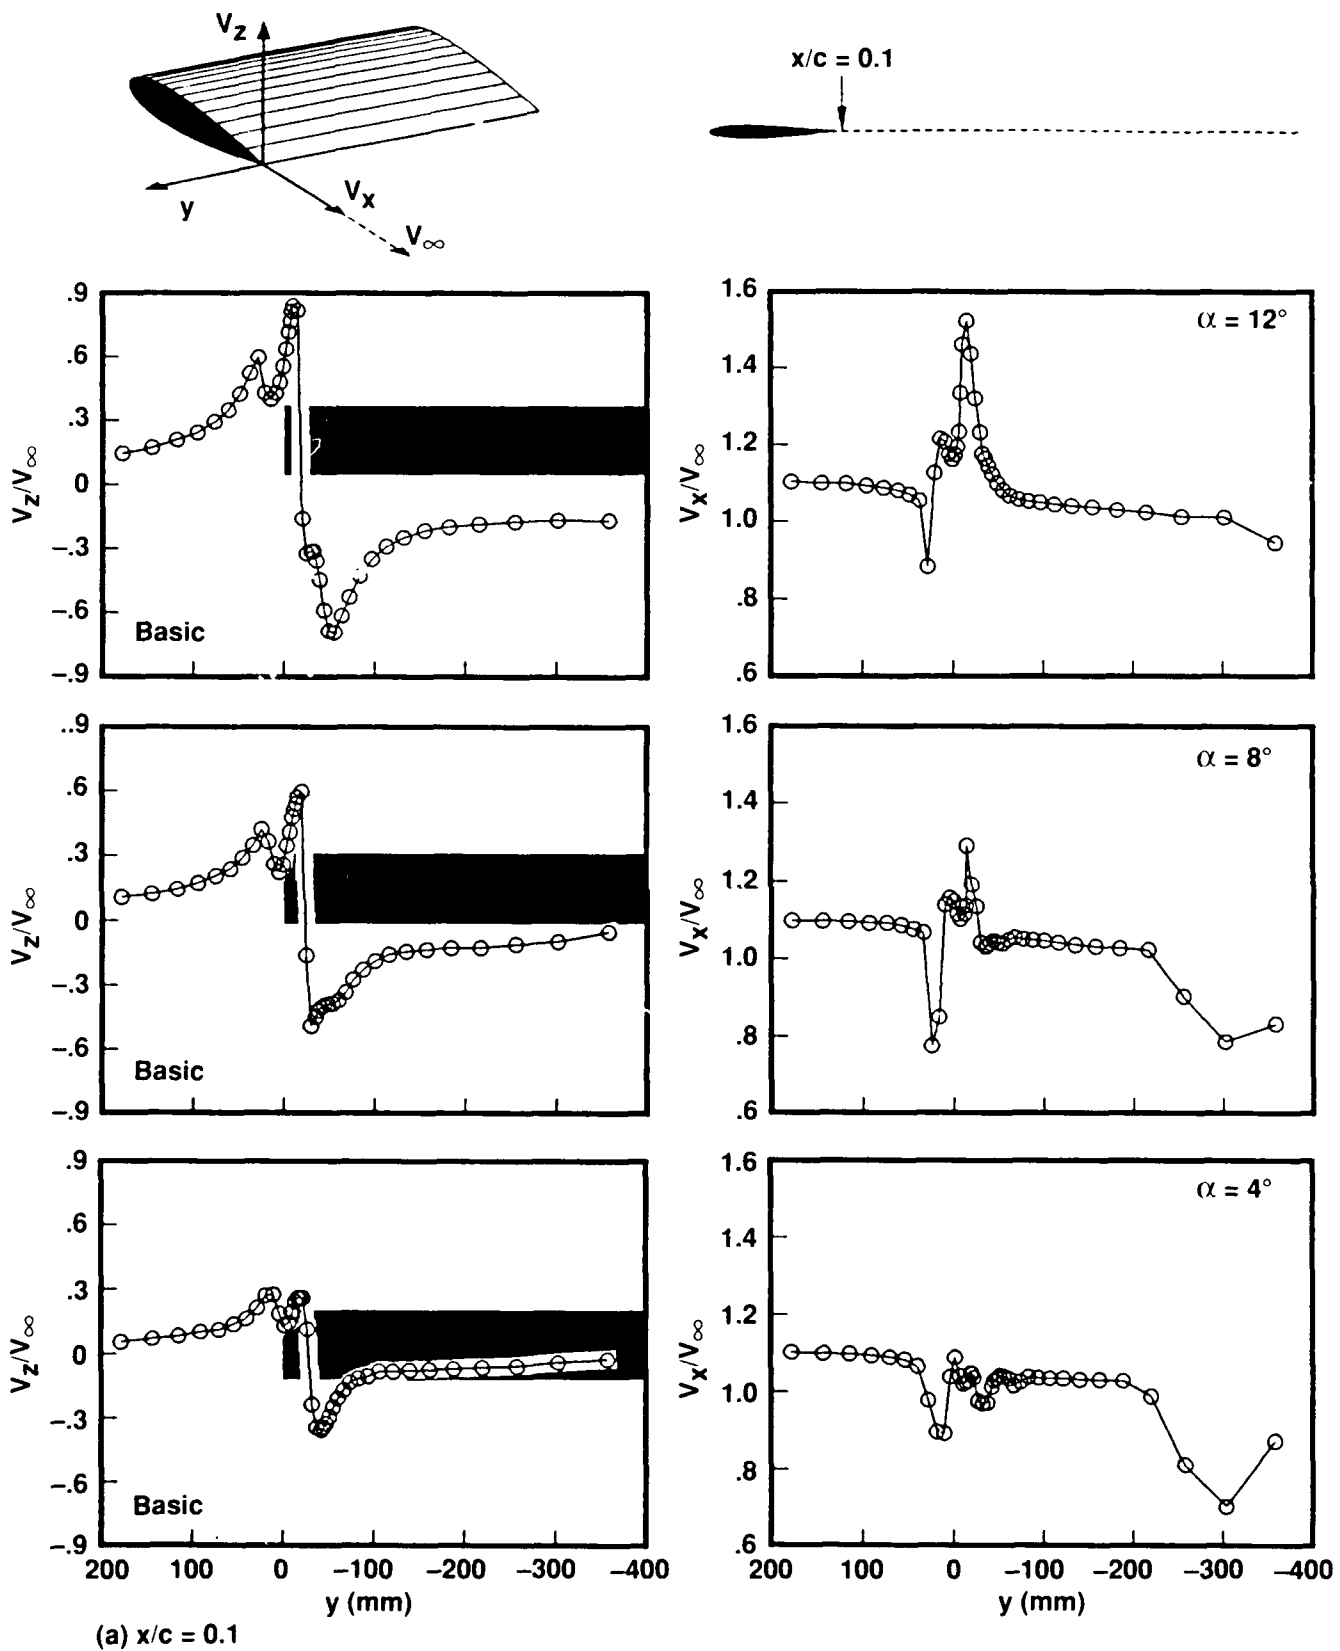 V_z
x/c = 0.1
y
V_x
V_∞
.9
.6
.3
0
–.3
–.6
–.9
V_z/V_∞
Basic
1.6
1.4
1.2
1.0
.8
.6
V_x/V_∞
α = 12°
.9
.6
.3
0
–.3
–.6
–.9
V_z/V_∞
Basic
1.6
1.4
1.2
1.0
.8
.6
V_x/V_∞
α = 8°
.9
.6
.3
0
–.3
–.6
–.9
V_z/V_∞
Basic
200 100 0 –100 –200 –300 –400
y (mm)
1.6
1.4
1.2
1.0
.8
.6
V_x/V_∞
α = 4°
200 100 0 –100 –200 –300 –400
y (mm)
(a) x/c = 0.1